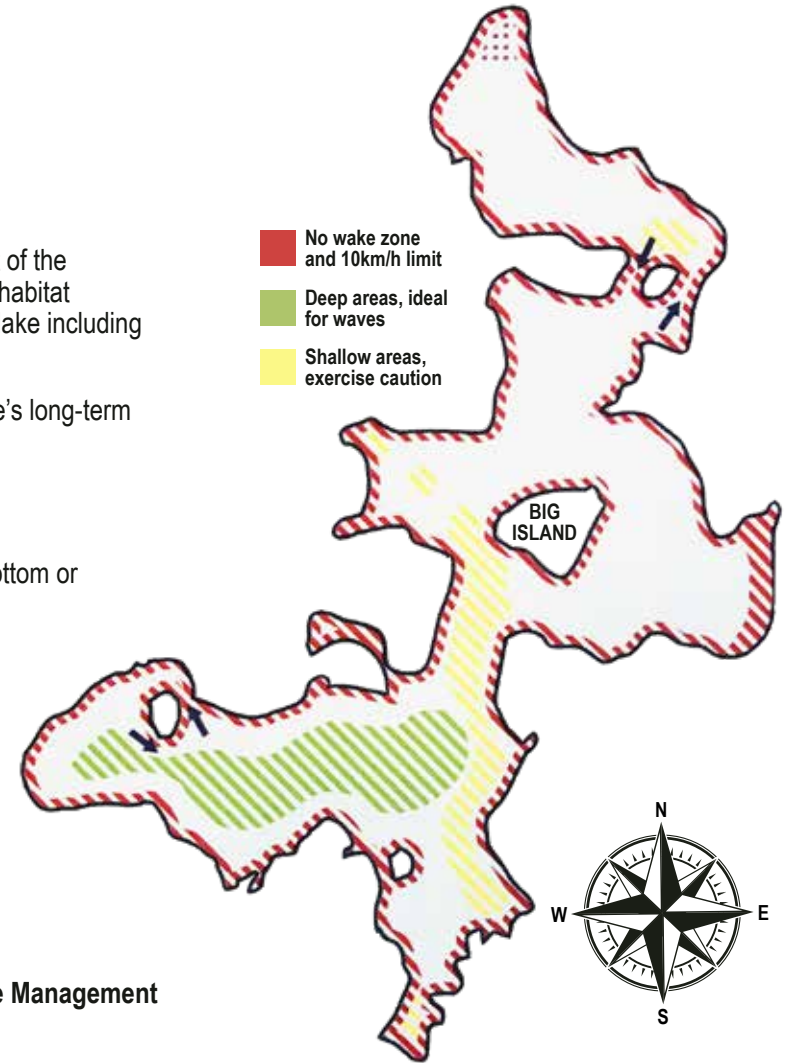 of the
habitat
ake including
e's long-term
ottom or
e Management
No wake zone
and 10km/h limit
Deep areas, ideal
for waves
Shallow areas,
exercise caution
BIG
ISLAND
N
W
E
S